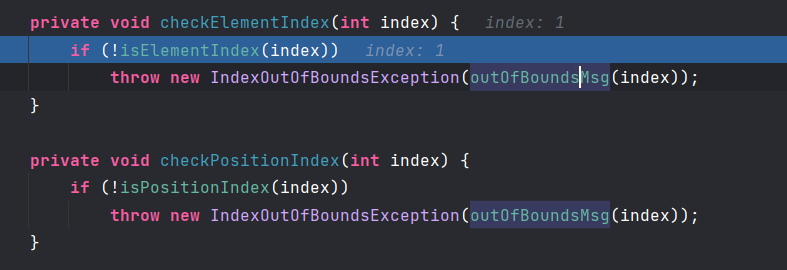 private void checkElementIndex(int index) {   index: 1
    if (!isElementIndex(index))   index: 1
        throw new IndexOutOfBoundsException(outOfBoundsMsg(index));
}

private void checkPositionIndex(int index) {
    if (!isPositionIndex(index))
        throw new IndexOutOfBoundsException(outOfBoundsMsg(index));
}